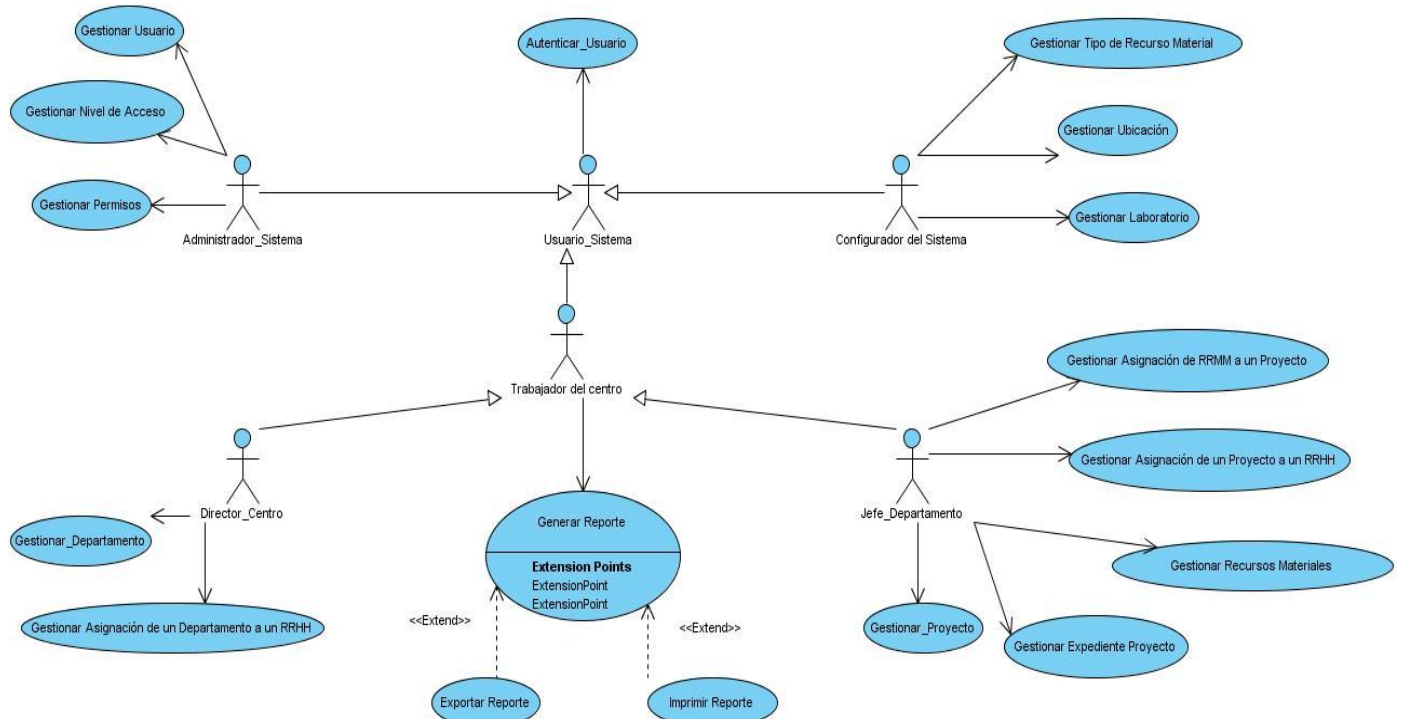 Gestionar Usuario
Autenticar_Usuario
Gestionar Tipo de Recurso Material
Gestionar Nivel de Acceso
Gestionar Ubicación
Gestionar Permisos
Gestionar Laboratorio
Administrador_Sistema
Usuario_Sistema
Configurador del Sistema
Gestionar Asignación de RRMM a un Proyecto
Trabajador del centro
Gestionar Asignación de un Proyecto a un RRHH
Director_Centro
Jefe_Departamento
Generar Reporte
Gestionar_Departamento
Extension Points
ExtensionPoint
ExtensionPoint
Gestionar Recursos Materiales
<<Extend>>
<<Extend>>
Gestionar Asignación de un Departamento a un RRHH
Gestionar_Proyecto
Gestionar Expediente Proyecto
Exportar Reporte
Imprimir Reporte